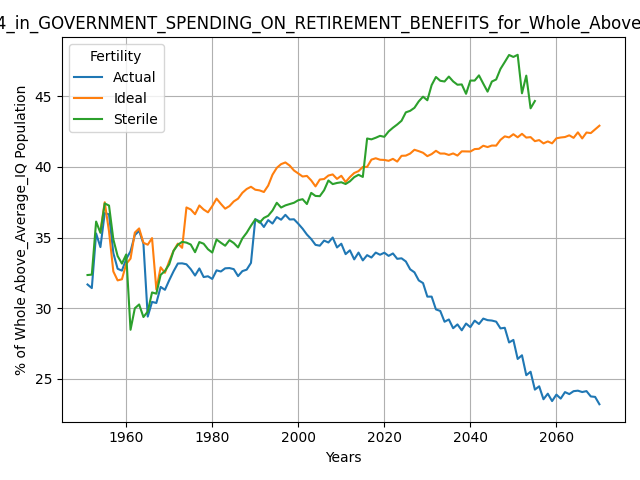 4_in_GOVERNMENT_SPENDING_ON_RETIREMENT_BENEFITS_for_Whole_Above
% of Whole Above_Average_IQ Population
Fertility
Actual
Ideal
Sterile
45
40
35
30
25
1960 1980 2000 2020 2040 2060
Years